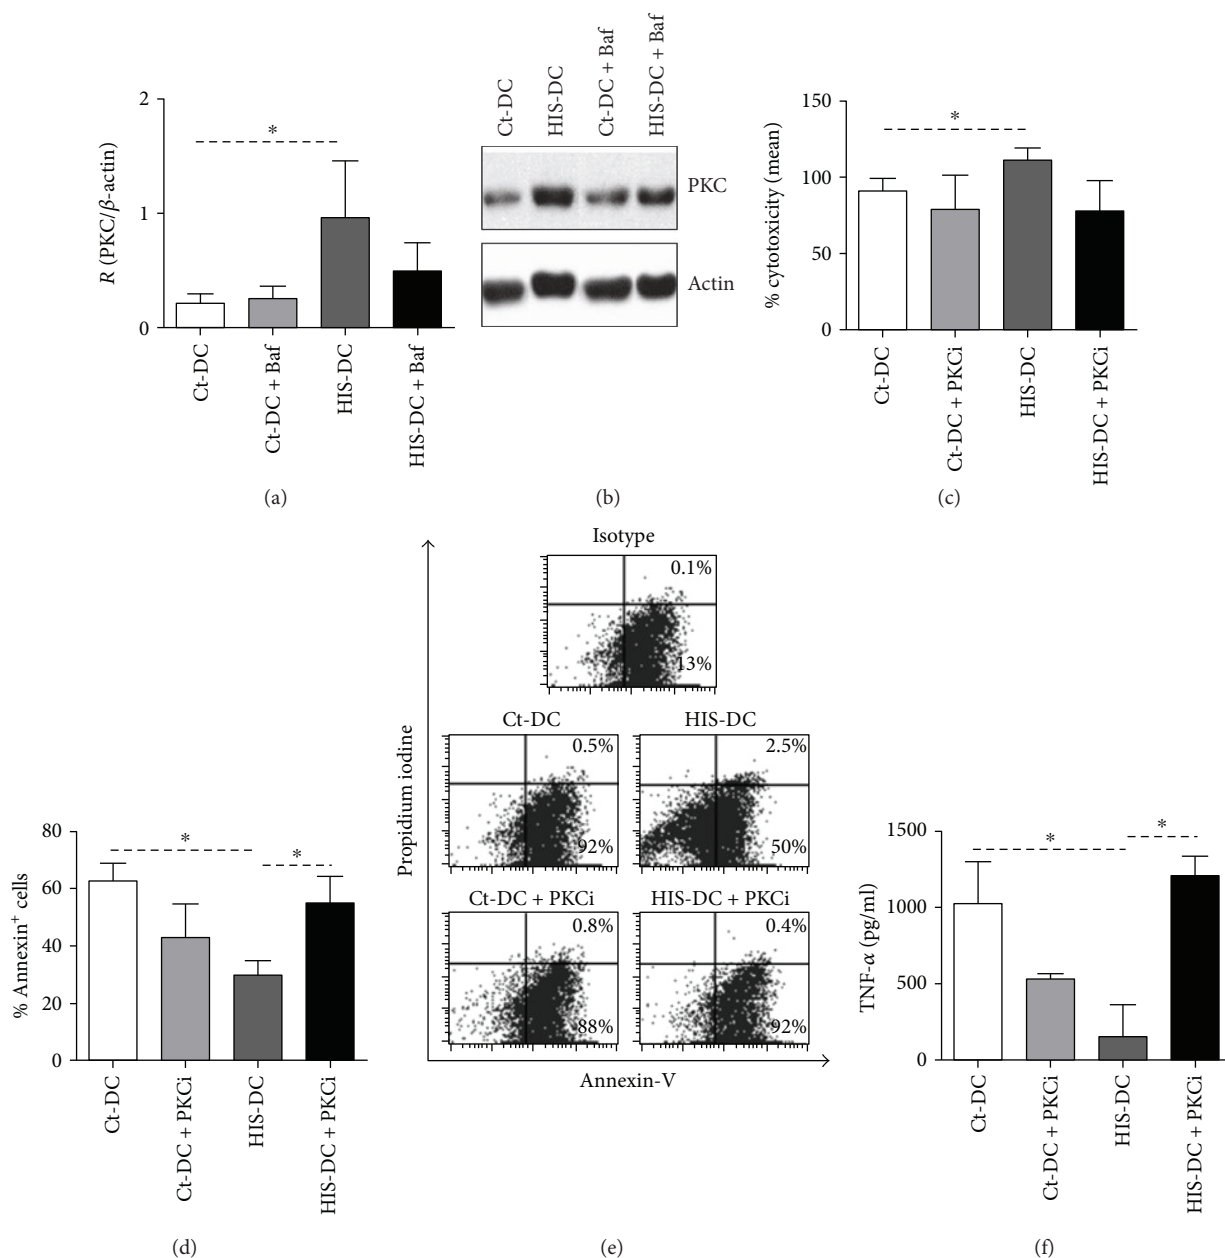 2
1
0
R (PKC/β-actin)
*
Ct-DC
Ct-DC + Baf
HIS-DC
HIS-DC + Baf
(a)
Ct-DC
HIS-DC
Ct-DC + Baf
HIS-DC + Baf
PKC
Actin
(b)
150
100
50
0
% cytotoxicity (mean)
*
Ct-DC
Ct-DC + PKCi
HIS-DC
HIS-DC + PKCi
(c)
80
60
40
20
0
% Annexin⁺ cells
*
*
Ct-DC
Ct-DC + PKCi
HIS-DC
HIS-DC + PKCi
(d)
Isotype
0.1%
13%
Ct-DC
0.5%
92%
HIS-DC
2.5%
50%
Ct-DC + PKCi
0.8%
88%
HIS-DC + PKCi
0.4%
92%
Propidium iodine
Annexin-V
(e)
1500
1000
500
0
TNF-α (pg/ml)
*
*
Ct-DC
Ct-DC + PKCi
HIS-DC
HIS-DC + PKCi
(f)